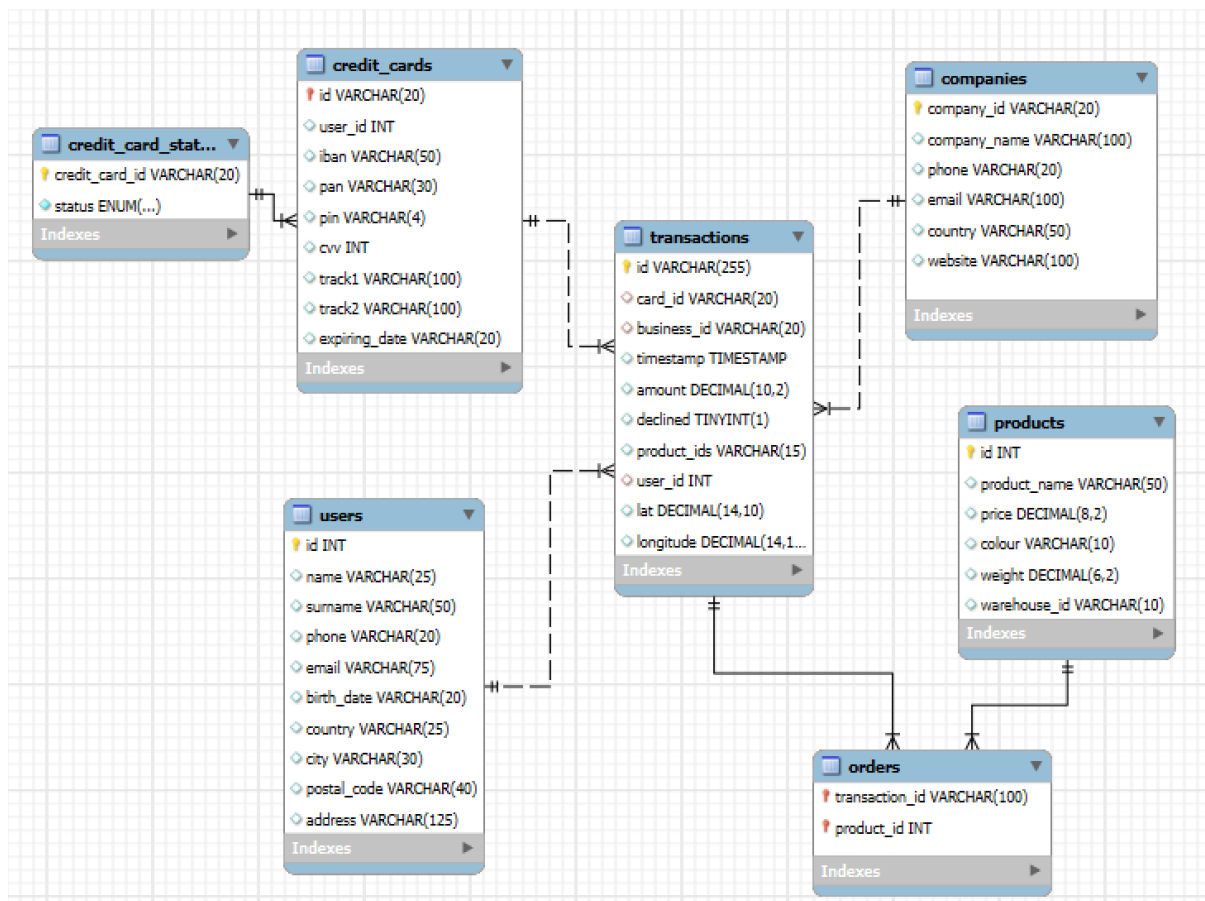 credit_card_stat...
credit_card_id VARCHAR(20)
status ENUM(...)
Indexes
credit_cards
id VARCHAR(20)
user_id INT
iban VARCHAR(50)
pan VARCHAR(30)
pin VARCHAR(4)
cvv INT
track1 VARCHAR(100)
track2 VARCHAR(100)
expiring_date VARCHAR(20)
Indexes
companies
company_id VARCHAR(20)
company_name VARCHAR(100)
phone VARCHAR(20)
email VARCHAR(100)
country VARCHAR(50)
website VARCHAR(100)
Indexes
transactions
id VARCHAR(255)
card_id VARCHAR(20)
business_id VARCHAR(20)
timestamp TIMESTAMP
amount DECIMAL(10,2)
declined TINYINT(1)
product_ids VARCHAR(15)
user_id INT
lat DECIMAL(14,10)
longitude DECIMAL(14,1...
Indexes
users
id INT
name VARCHAR(25)
surname VARCHAR(50)
phone VARCHAR(20)
email VARCHAR(75)
birth_date VARCHAR(20)
country VARCHAR(25)
city VARCHAR(30)
postal_code VARCHAR(40)
address VARCHAR(125)
Indexes
products
id INT
product_name VARCHAR(50)
price DECIMAL(8,2)
colour VARCHAR(10)
weight DECIMAL(6,2)
warehouse_id VARCHAR(10)
Indexes
orders
transaction_id VARCHAR(100)
product_id INT
Indexes